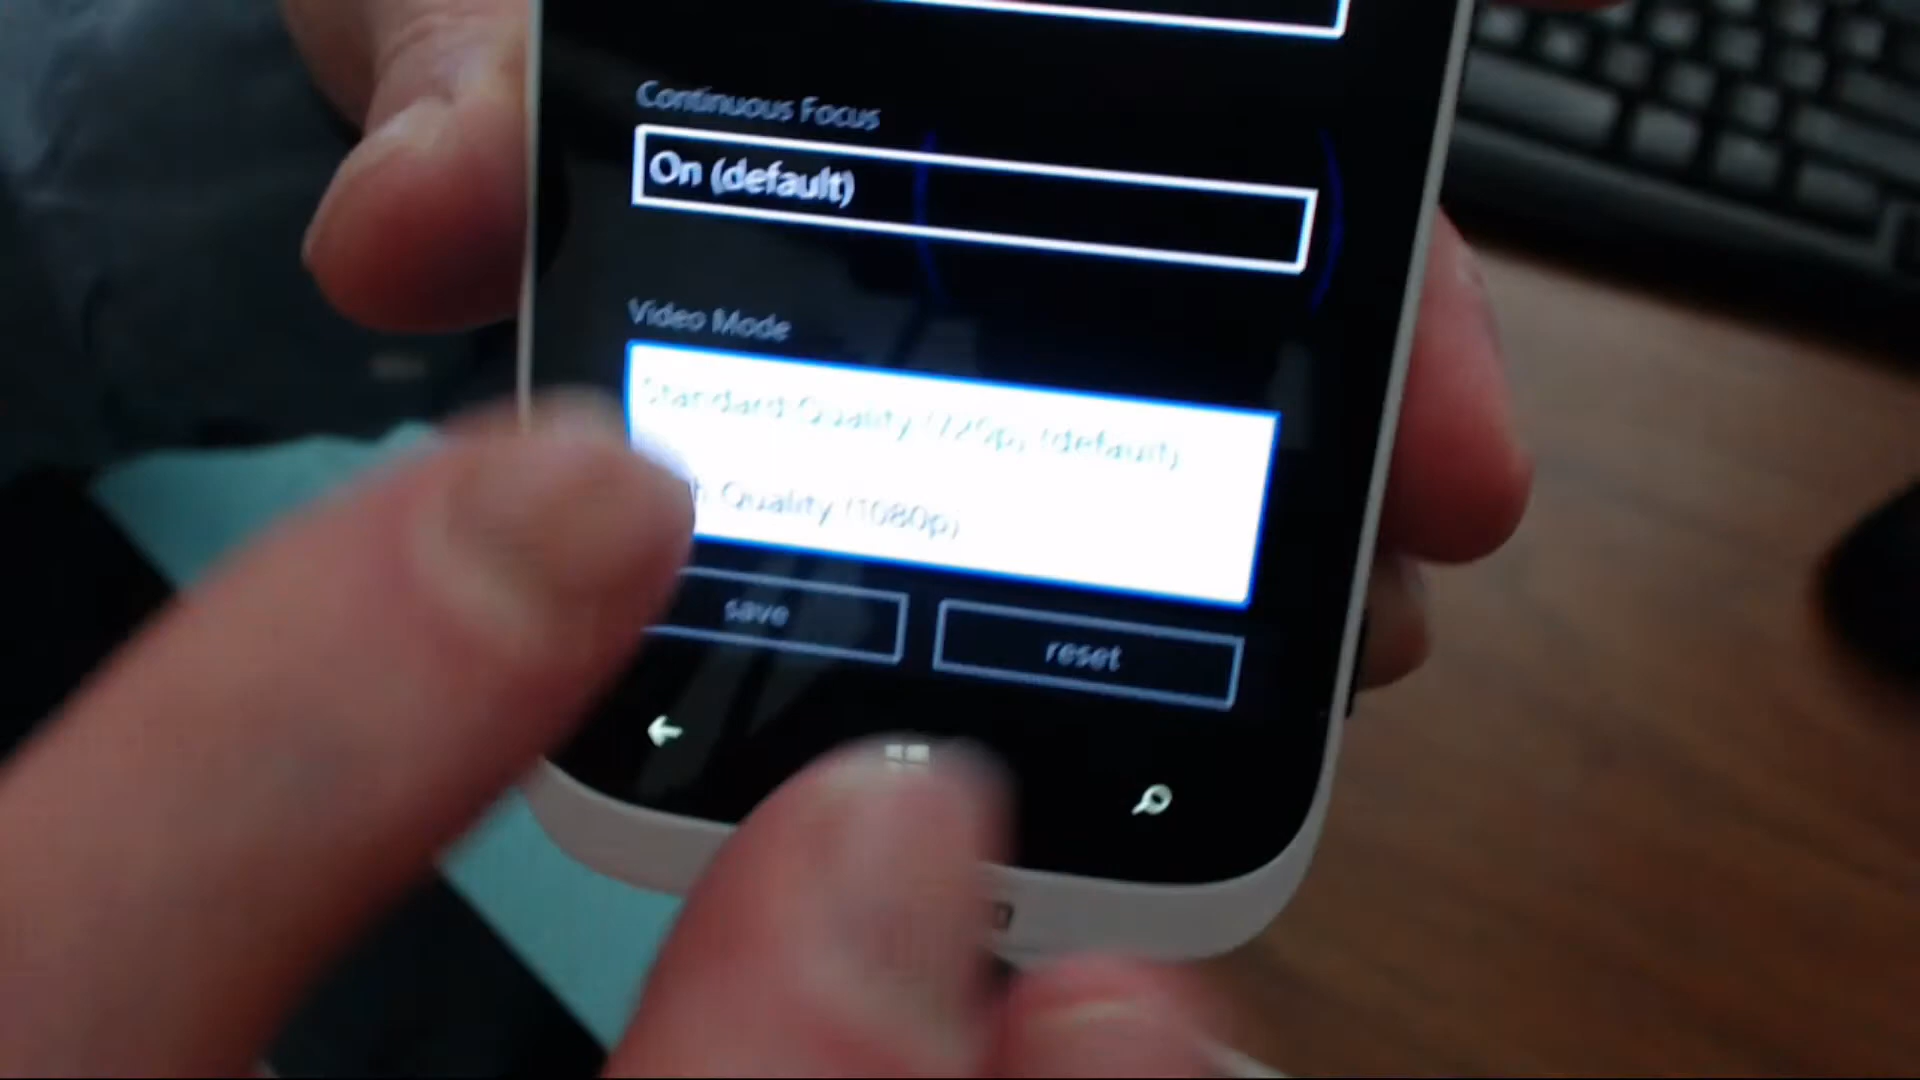 Continuous Focus
On (default)
Video Mode
Standard Quality (720p) (default)
Quality (1080p)
save
reset